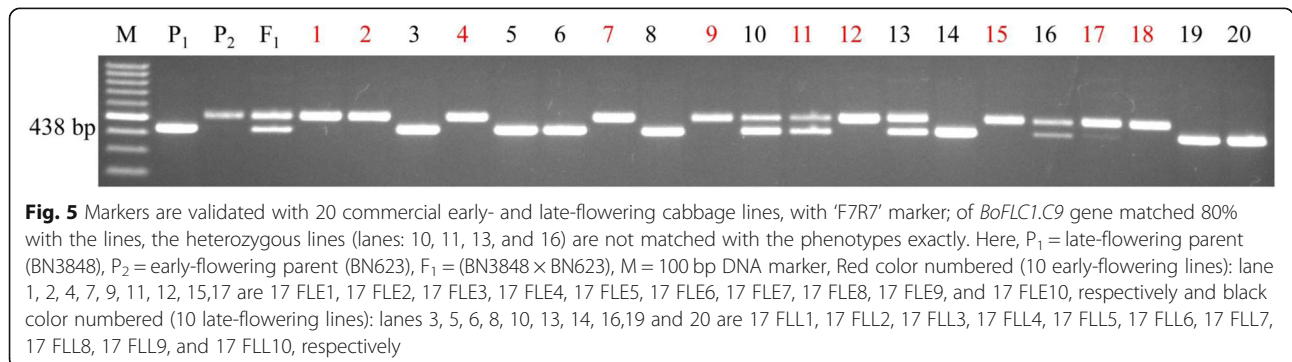 M P1 P2 F1 1 2 3 4 5 6 7 8 9 10 11 12 13 14 15 16 17 18 19 20
438 bp
Fig. 5 Markers are validated with 20 commercial early- and late-flowering cabbage lines, with ‘F7R7’ marker; of BoFLC1.C9 gene matched 80%
with the lines, the heterozygous lines (lanes: 10, 11, 13, and 16) are not matched with the phenotypes exactly. Here, P1 = late-flowering parent
(BN3848), P2 = early-flowering parent (BN623), F1 = (BN3848 × BN623), M = 100 bp DNA marker, Red color numbered (10 early-flowering lines): lane
1, 2, 4, 7, 9, 11, 12, 15,17 are 17 FLE1, 17 FLE2, 17 FLE3, 17 FLE4, 17 FLE5, 17 FLE6, 17 FLE7, 17 FLE8, 17 FLE9, and 17 FLE10, respectively and black
color numbered (10 late-flowering lines): lanes 3, 5, 6, 8, 10, 13, 14, 16,19 and 20 are 17 FLL1, 17 FLL2, 17 FLL3, 17 FLL4, 17 FLL5, 17 FLL6, 17 FLL7,
17 FLL8, 17 FLL9, and 17 FLL10, respectively